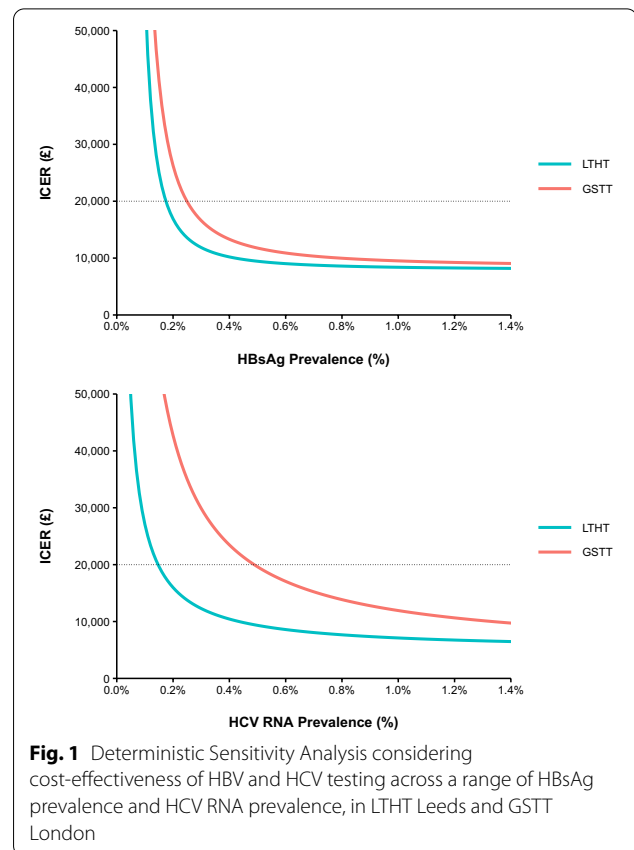 50,000
40,000
30,000
20,000
10,000
0
ICER (£)
0.0% 0.2% 0.4% 0.6% 0.8% 1.0% 1.2% 1.4%
HBsAg Prevalence (%)
LTHT
GSTT
50,000
40,000
30,000
20,000
10,000
0
ICER (£)
0.0% 0.2% 0.4% 0.6% 0.8% 1.0% 1.2% 1.4%
HCV RNA Prevalence (%)
LTHT
GSTT
Fig. 1 Deterministic Sensitivity Analysis considering
cost-effectiveness of HBV and HCV testing across a range of HBsAg
prevalence and HCV RNA prevalence, in LTHT Leeds and GSTT
London